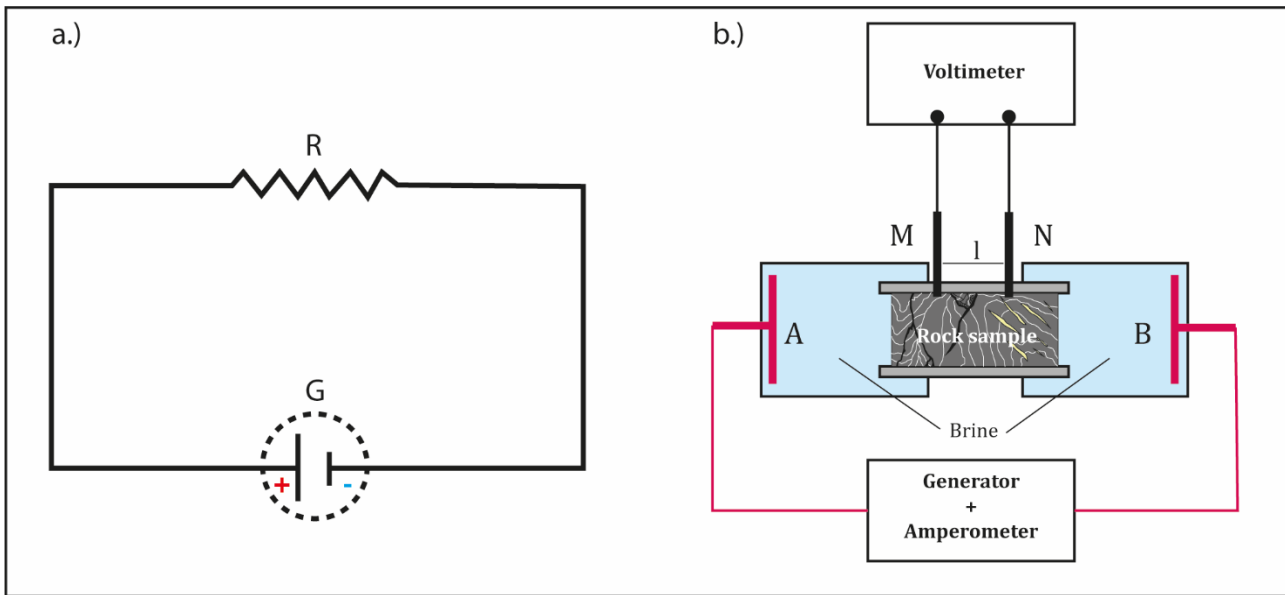 a.)
R
G
+
-
b.)
Voltimeter
M
l
N
A
Rock sample
B
Brine
Generator
+
Amperometer